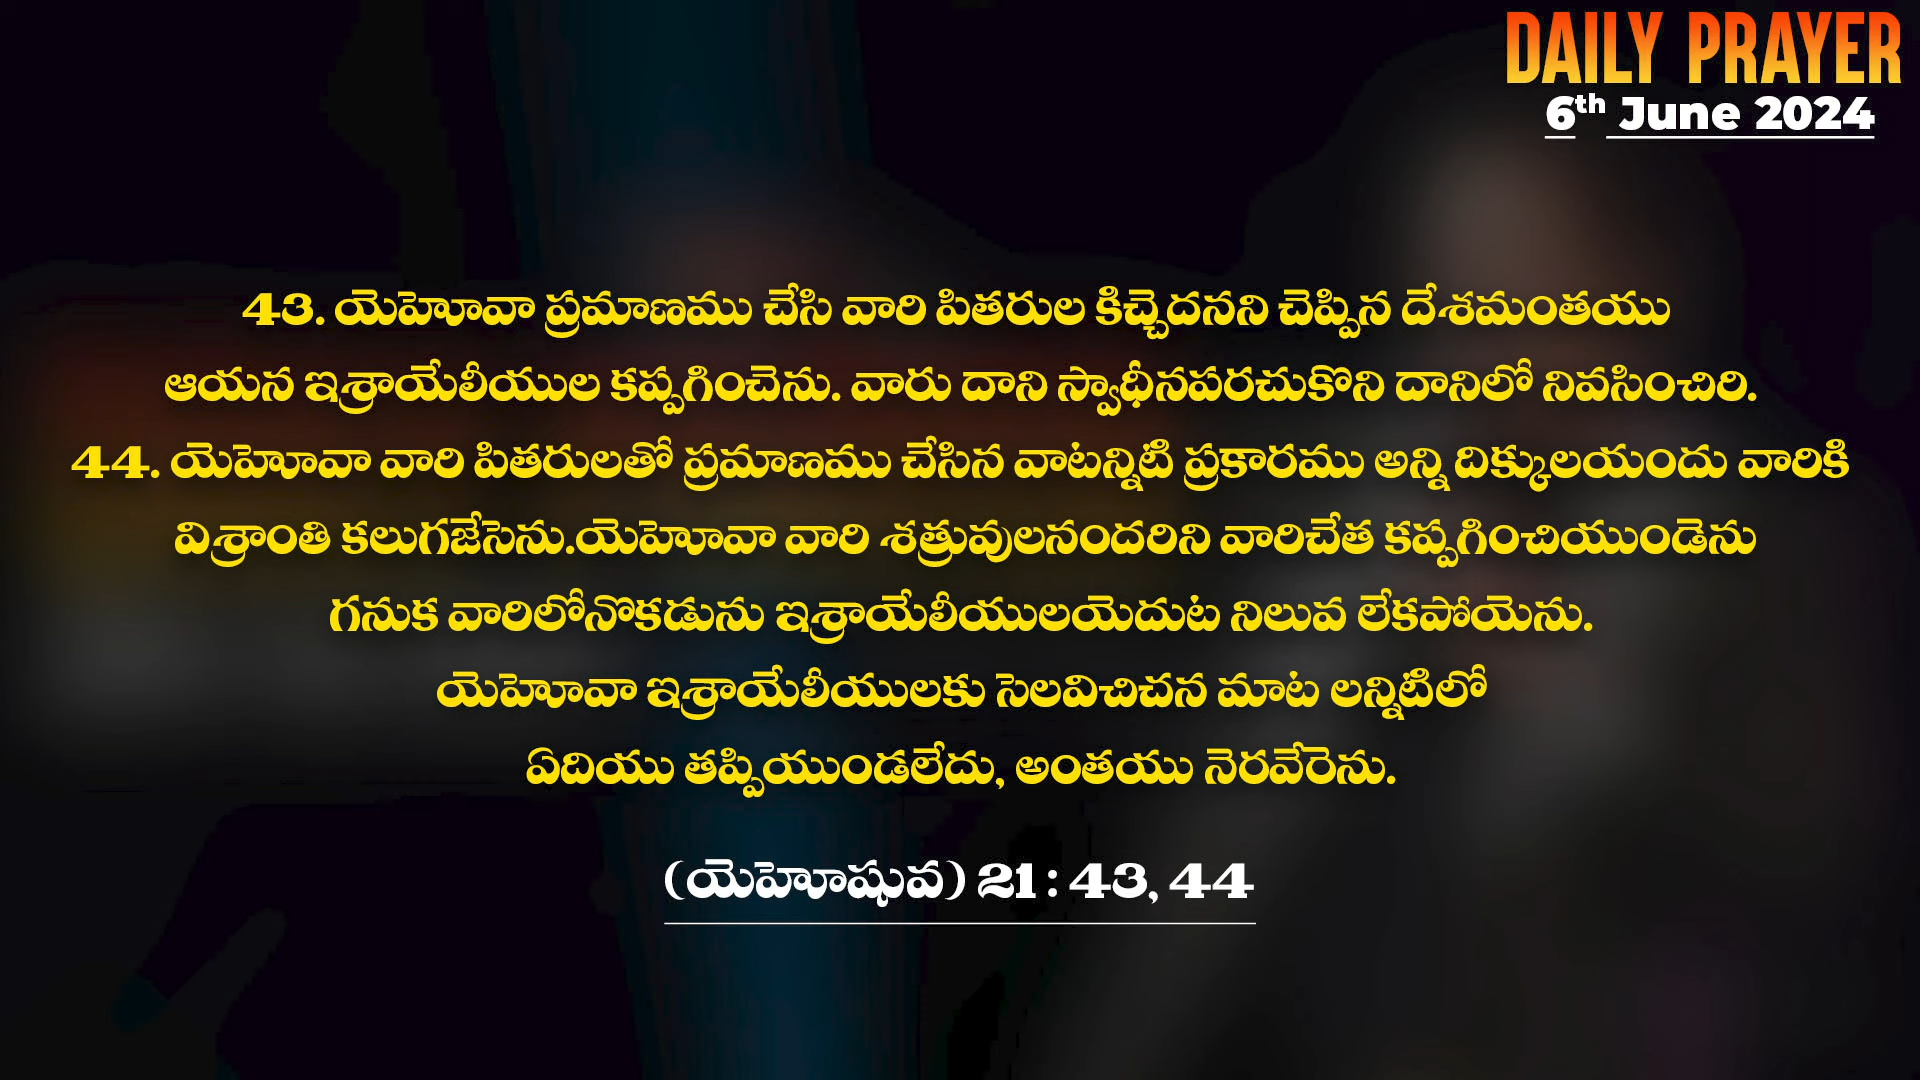 DAILY PRAYER
6th June 2024
43. యెహెూవా ప్రమాణము చేసి వారి పితరుల కిచ్చెదనని చెప్పిన దేశమంతయు
ఆయన ఇశ్రాయేలీయుల కప్పగించెను. వారు దాని స్వాధీనపరచుకొని దానిలో నివసించిరి.
44. యెహెూవా వారి పితరులతో ప్రమాణము చేసిన వాటన్నిటి ప్రకారము అన్ని దిక్కులయందు వారికి
విశ్రాంతి కలుగజేసెను.యెహెూవా వారి శత్రువులనందరిని వారిచేత కప్పగించియుండెను
గనుక వారిలోనొకడును ఇశ్రాయేలీయులయెదుట నిలువ లేకపోయెను.
యెహెూవా ఇశ్రాయేలీయులకు సెలవిచిచన మాట లన్నిటిలో
ఏదియు తప్పియుండలేదు, అంతయు నెరవేరెను.
(యెహెూషువ) 21 : 43, 44